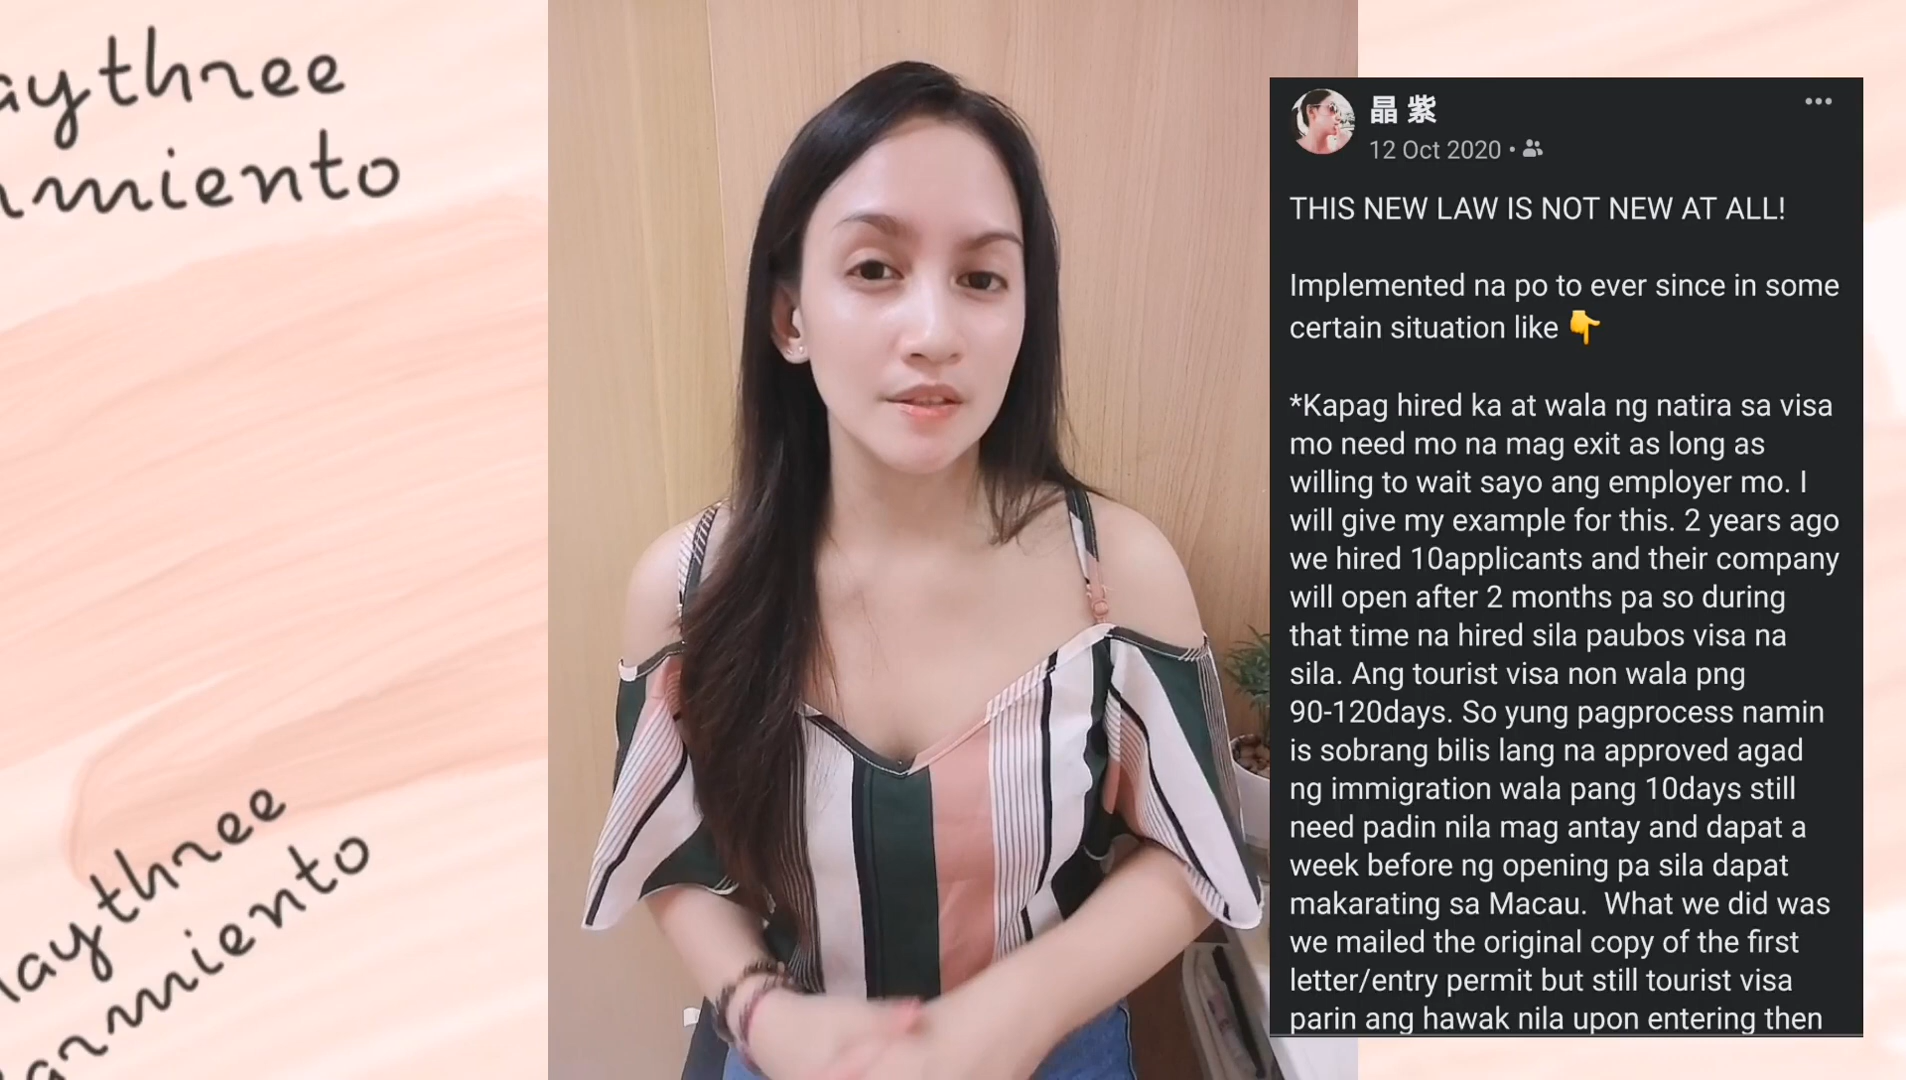 aythree
miento
晶 紫
12 Oct 2020 •
THIS NEW LAW IS NOT NEW AT ALL!
Implemented na po to ever since in some
certain situation like 👇
*Kapag hired ka at wala ng natira sa visa
mo need mo na mag exit as long as
willing to wait sayo ang employer mo. I
will give my example for this. 2 years ago
we hired 10applicants and their company
will open after 2 months pa so during
that time na hired sila paubos visa na
sila. Ang tourist visa non wala png
90-120days. So yung pagprocess namin
is sobrang bilis lang na approved agad
ng immigration wala pang 10days still
need padin nila mag antay and dapat a
week before ng opening pa sila dapat
makarating sa Macau.  What we did was
we mailed the original copy of the first
letter/entry permit but still tourist visa
parin ang hawak nila upon entering then
laythree
armiento